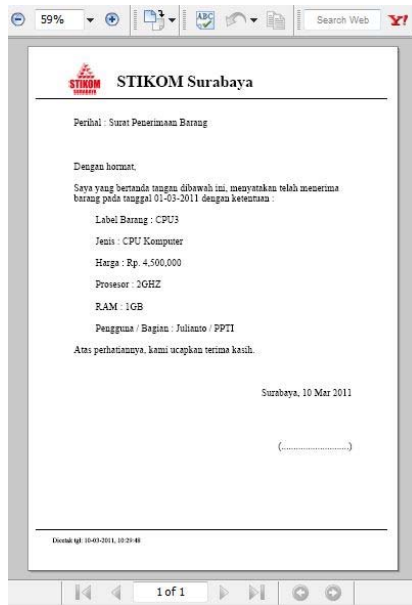 59%
ABC
Search Web
Y!
STIKOM
SURABAYA
STIKOM Surabaya
Perihal : Surat Penerimaan Barang
Dengan hormat,
Saya yang bertanda tangan dibawah ini, menyatakan telah menerima
barang pada tanggal 01-03-2011 dengan ketentuan :
Label Barang : CPU3
Jenis : CPU Komputer
Harga : Rp. 4,500,000
Prosesor : 2GHZ
RAM : 1GB
Pengguna / Bagian : Julianto / PPTI
Atas perhatiannya, kami ucapkan terima kasih.
Surabaya, 10 Mar 2011
(............................)
Dicetak tgl: 10-03-2011, 10:29:48
1 of 1